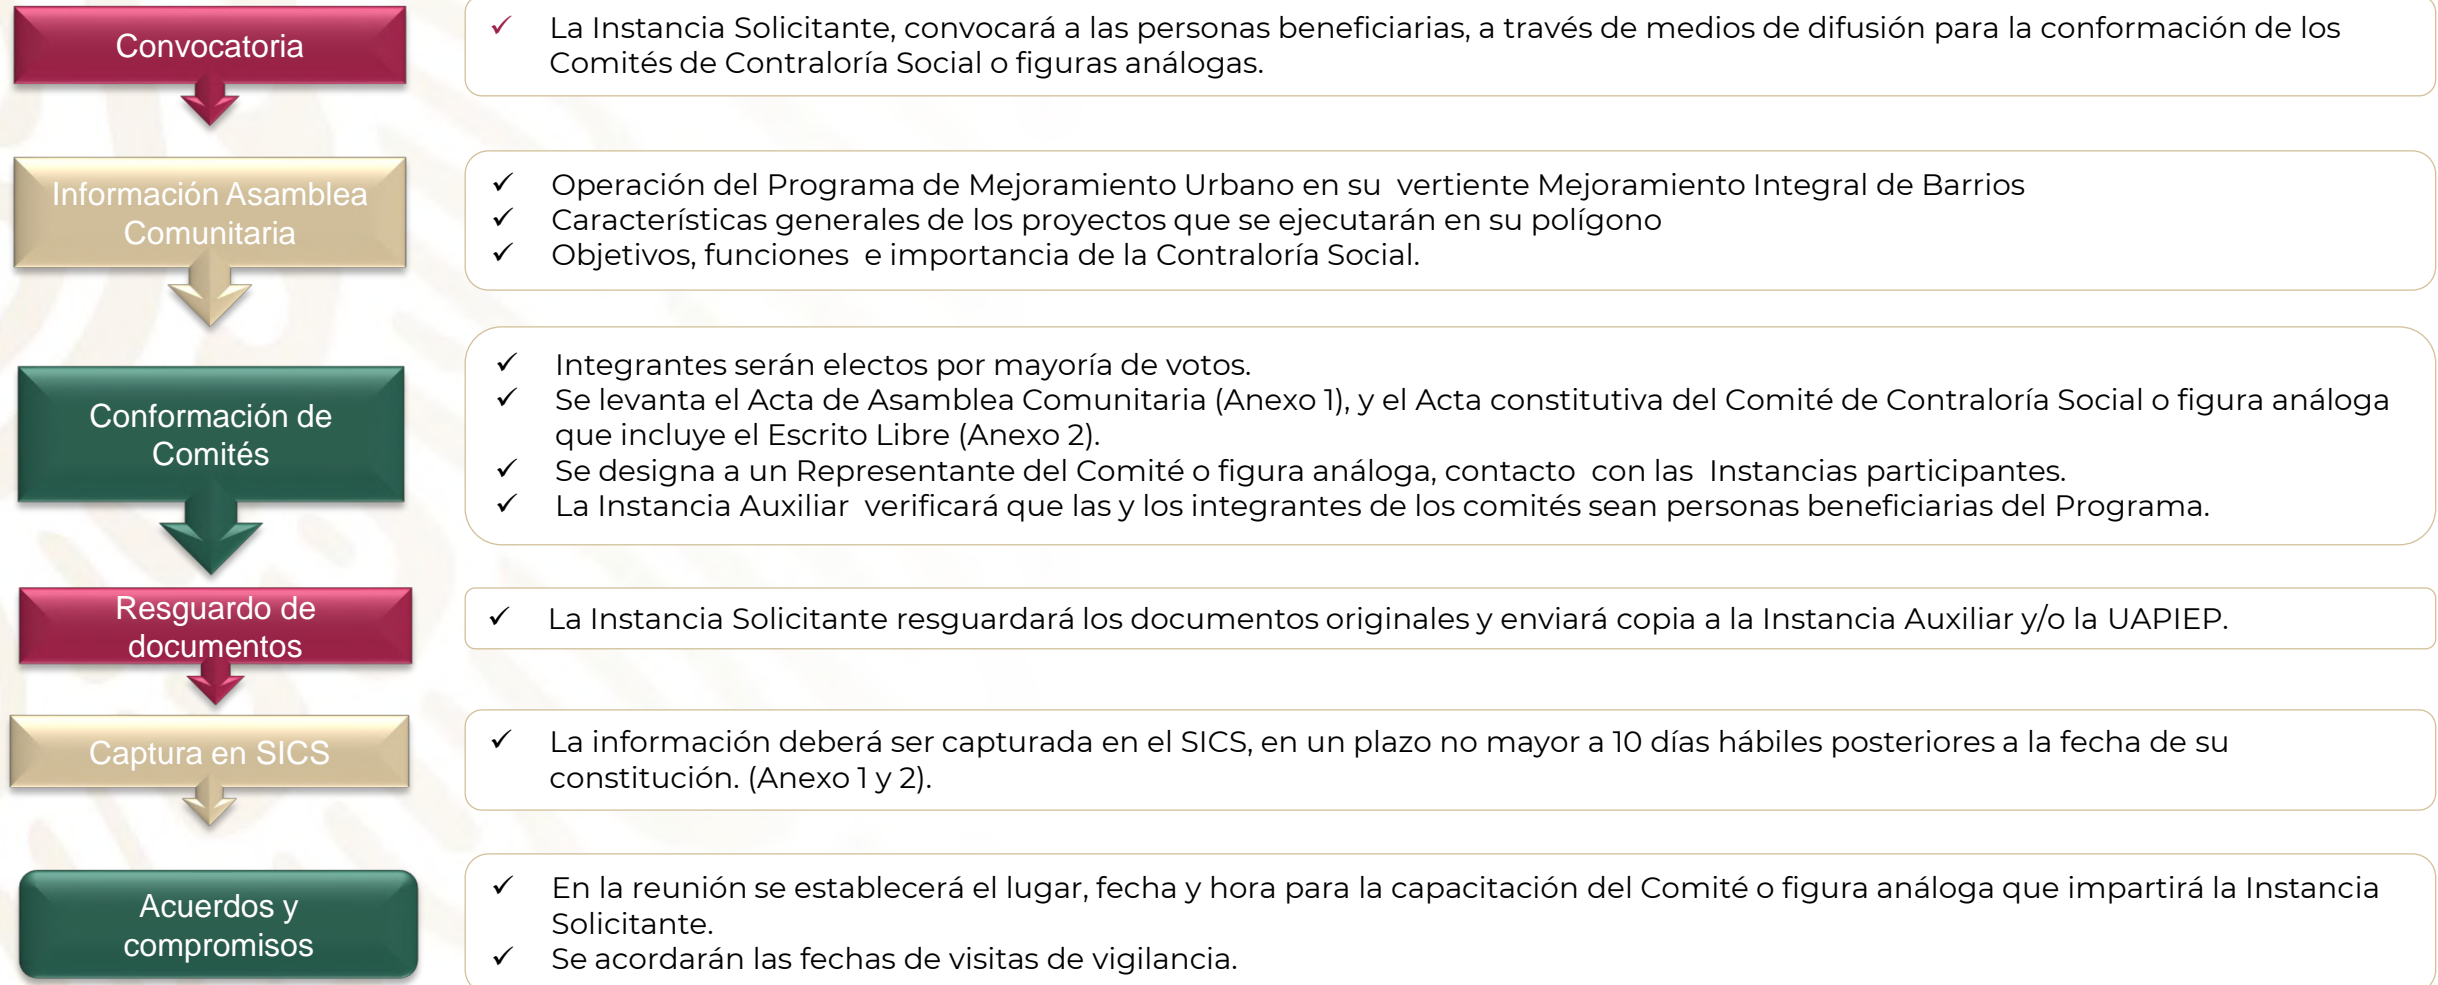 Convocatoria
✓ La Instancia Solicitante, convocará a las personas beneficiarias, a través de medios de difusión para la conformación de los
Comités de Contraloría Social o figuras análogas.
Información Asamblea
Comunitaria
✓ Operación del Programa de Mejoramiento Urbano en su vertiente Mejoramiento Integral de Barrios
✓ Características generales de los proyectos que se ejecutarán en su polígono
✓ Objetivos, funciones e importancia de la Contraloría Social.
Conformación de
Comités
✓ Integrantes serán electos por mayoría de votos.
✓ Se levanta el Acta de Asamblea Comunitaria (Anexo 1), y el Acta constitutiva del Comité de Contraloría Social o figura análoga
que incluye el Escrito Libre (Anexo 2).
✓ Se designa a un Representante del Comité o figura análoga, contacto con las Instancias participantes.
✓ La Instancia Auxiliar verificará que las y los integrantes de los comités sean personas beneficiarias del Programa.
Resguardo de
documentos
✓ La Instancia Solicitante resguardará los documentos originales y enviará copia a la Instancia Auxiliar y/o la UAPIEP.
Captura en SICS
✓ La información deberá ser capturada en el SICS, en un plazo no mayor a 10 días hábiles posteriores a la fecha de su
constitución. (Anexo 1 y 2).
Acuerdos y
compromisos
✓ En la reunión se establecerá el lugar, fecha y hora para la capacitación del Comité o figura análoga que impartirá la Instancia
Solicitante.
✓ Se acordarán las fechas de visitas de vigilancia.